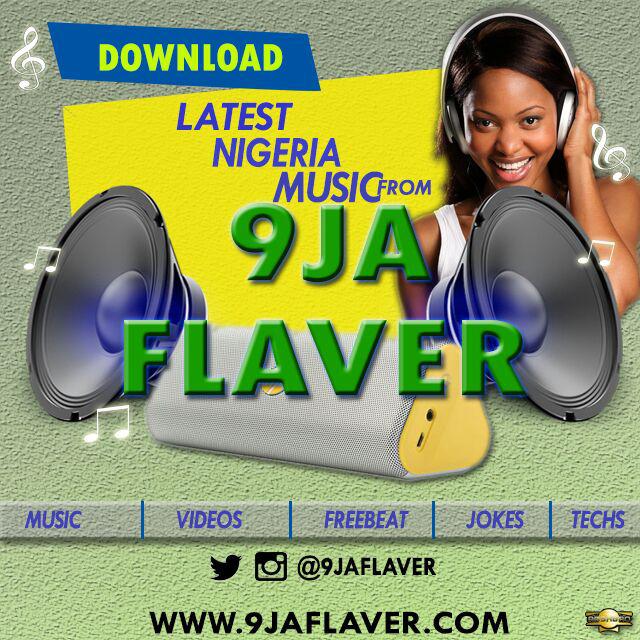 DOWNLOAD
LATEST
NIGERIA
MUSIC FROM
9JA
FLAVER
MUSIC
VIDEOS
FREEBEAT
JOKES
TECHS
@9JAFLAVER
WWW.9JAFLAVER.COM